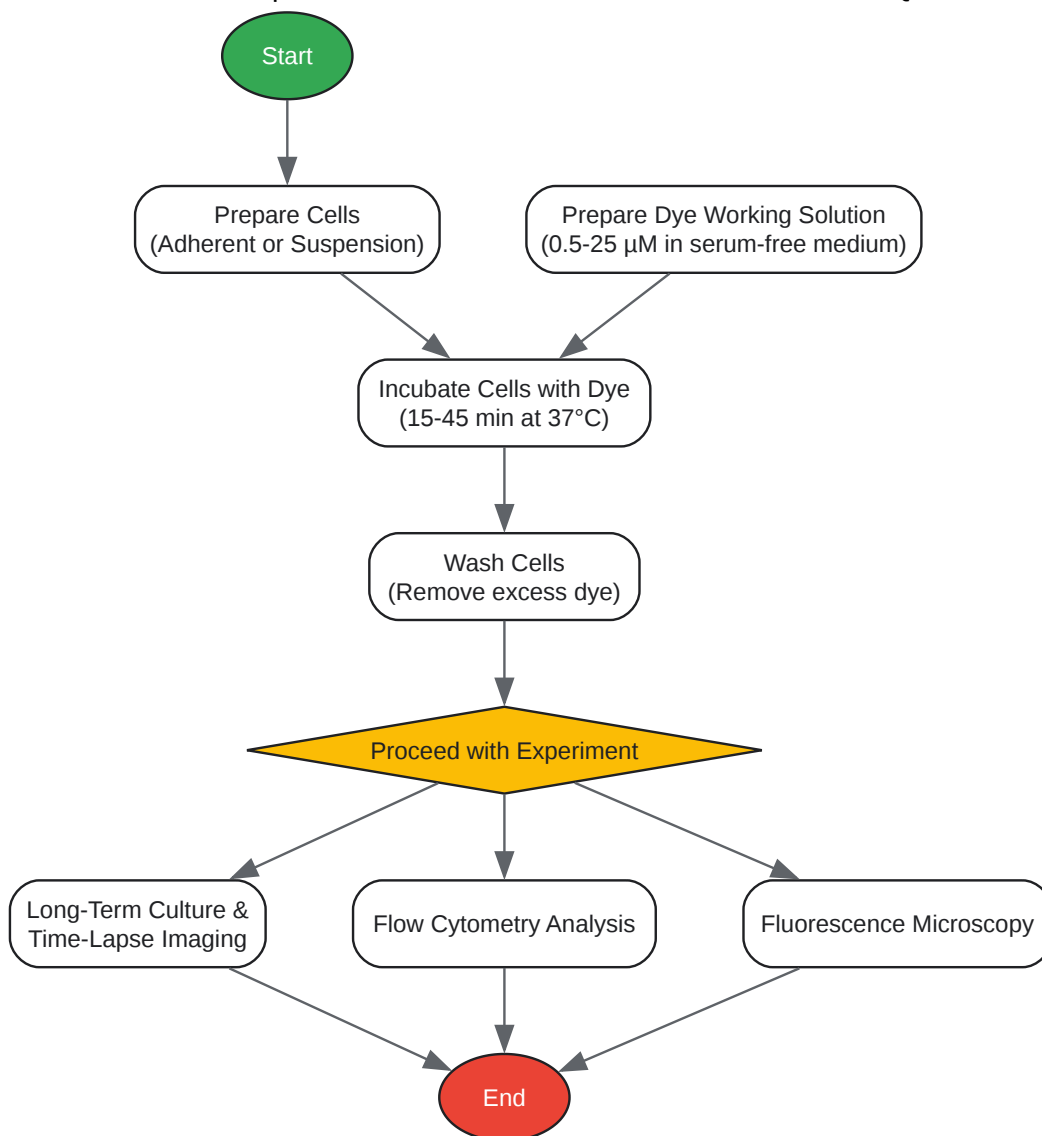 Start
Prepare Cells
(Adherent or Suspension)
Prepare Dye Working Solution
(0.5-25 µM in serum-free medium)
Incubate Cells with Dye
(15-45 min at 37°C)
Wash Cells
(Remove excess dye)
Proceed with Experiment
Long-Term Culture &
Time-Lapse Imaging
Flow Cytometry Analysis
Fluorescence Microscopy
End